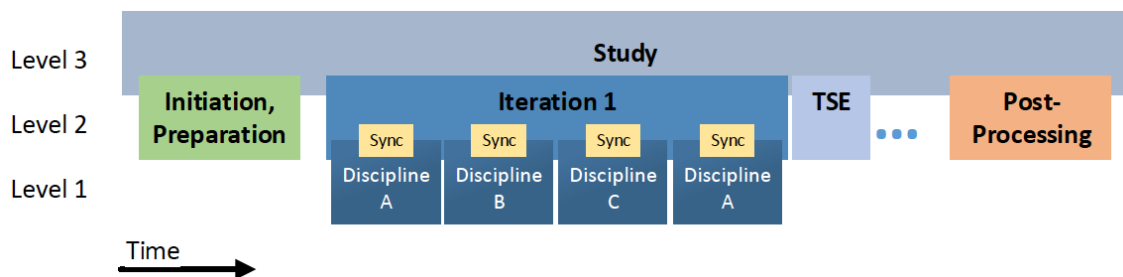 Level 3
Study
Level 2
Initiation,
Preparation
Iteration 1
TSE
Post-
Processing
Sync
Sync
Sync
Sync
Level 1
Discipline
A
Discipline
B
Discipline
C
Discipline
A
Time